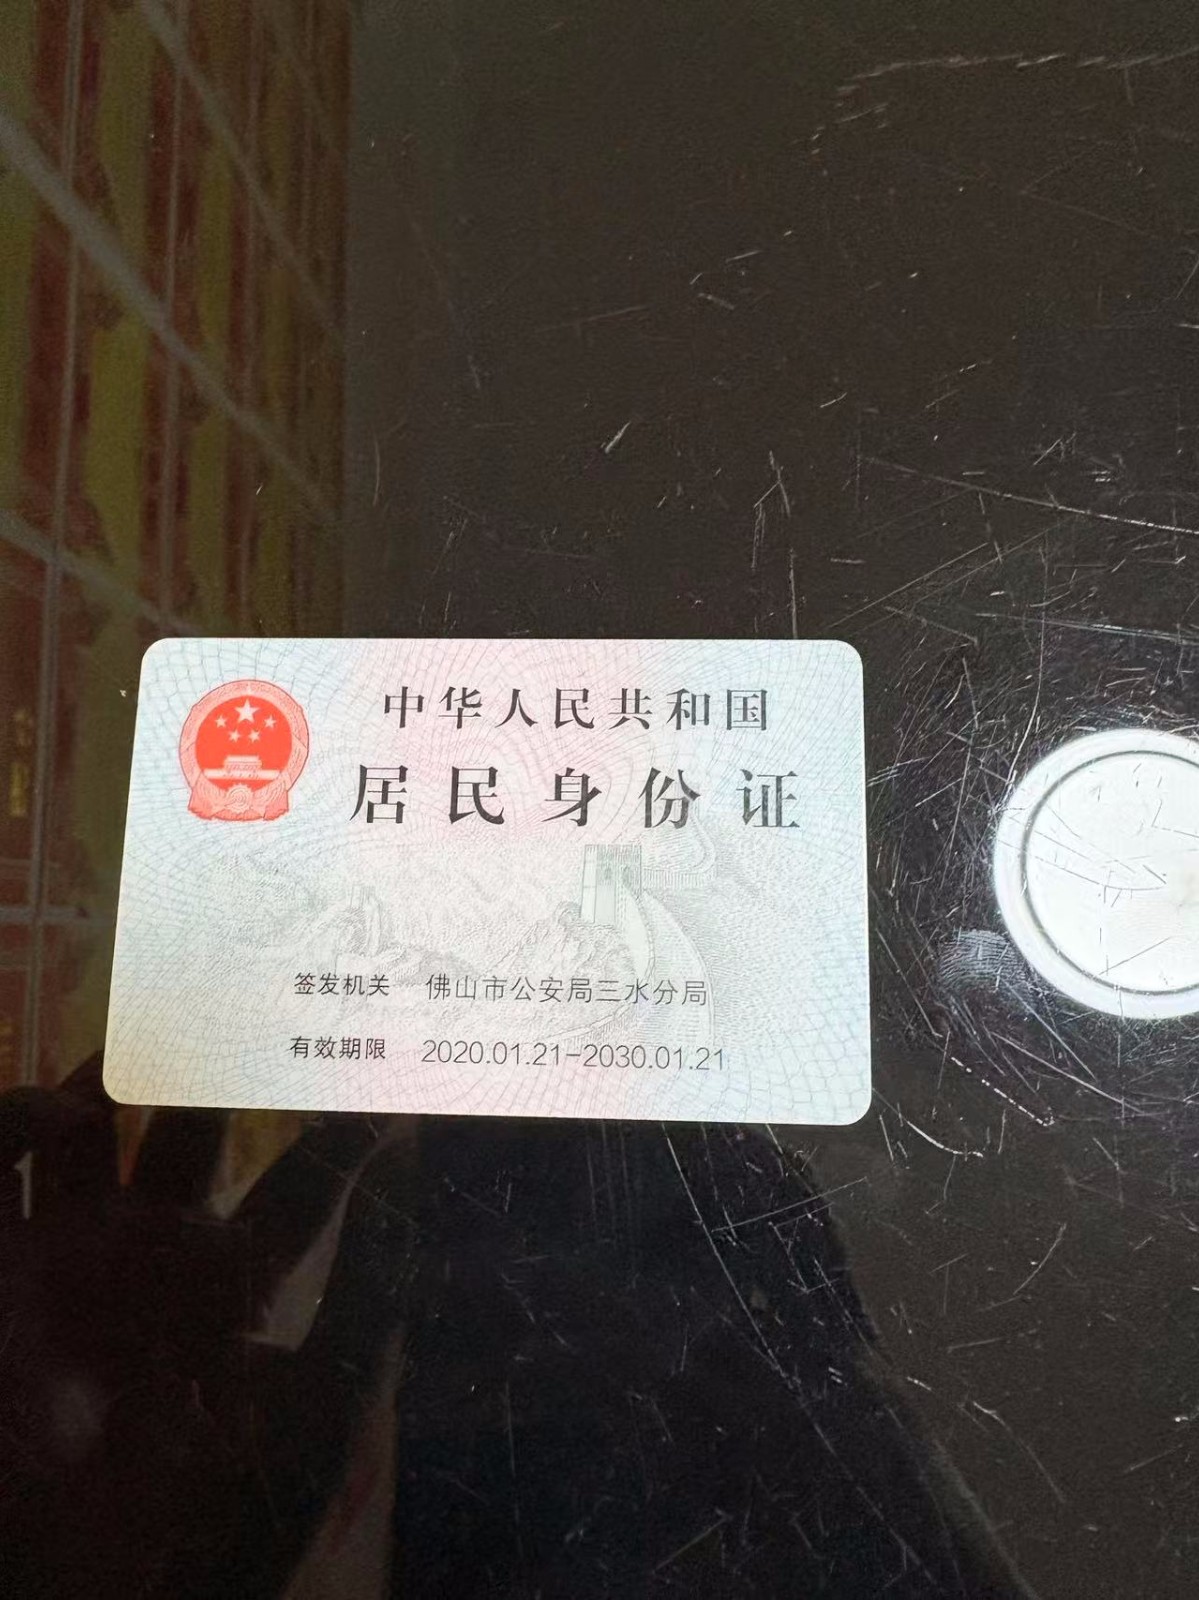 中华人民共和国
居民身份证
签发机关 佛山市公安局三水分局
有效期限 2020.01.21-2030.01.21